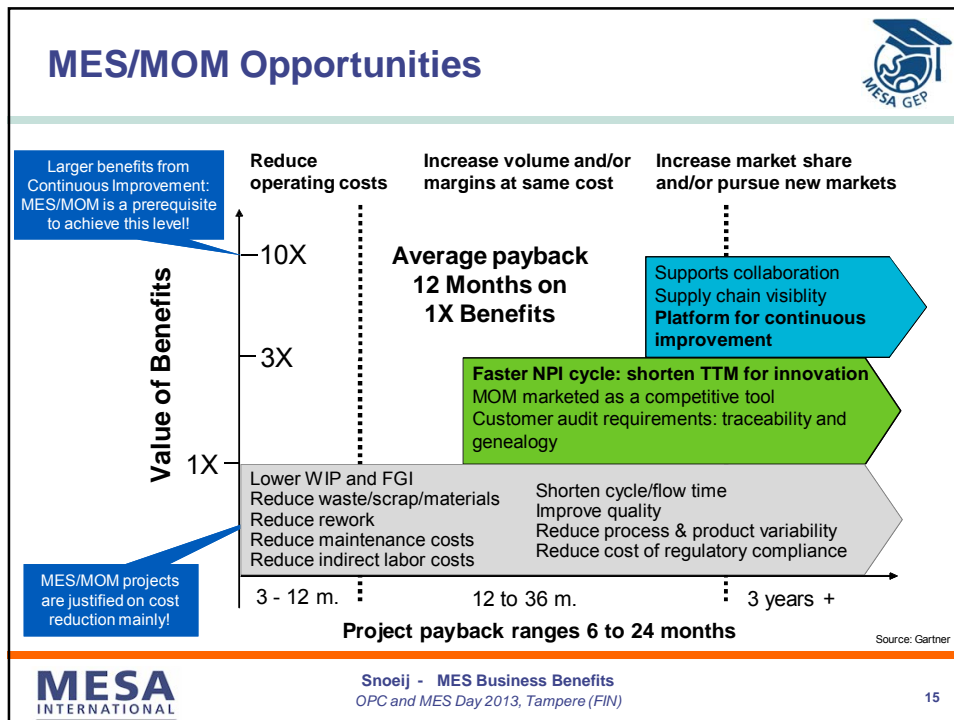 MES/MOM Opportunities
MESA GEP
Larger benefits from
Continuous Improvement:
MES/MOM is a prerequisite
to achieve this level!
Reduce
operating costs
Increase volume and/or
margins at same cost
Increase market share
and/or pursue new markets
Value of Benefits
10X
3X
1X
Average payback
12 Months on
1X Benefits
Supports collaboration
Supply chain visiblity
Platform for continuous
improvement
Faster NPI cycle: shorten TTM for innovation
MOM marketed as a competitive tool
Customer audit requirements: traceability and
genealogy
Lower WIP and FGI
Reduce waste/scrap/materials
Reduce rework
Reduce maintenance costs
Reduce indirect labor costs
Shorten cycle/flow time
Improve quality
Reduce process & product variability
Reduce cost of regulatory compliance
MES/MOM projects
are justified on cost
reduction mainly!
3 - 12 m.
12 to 36 m.
3 years +
Project payback ranges 6 to 24 months
Source: Gartner
MESA
INTERNATIONAL
Snoeij - MES Business Benefits
OPC and MES Day 2013, Tampere (FIN)
15